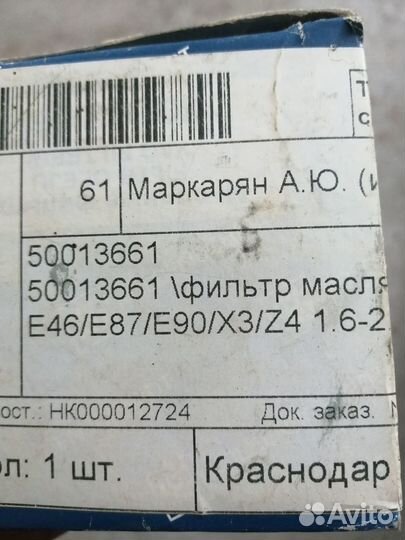 61 Маркарян А.Ю. (и
50013661
50013661 \фильтр масля
E46/E87/E90/X3/Z4 1.6-2
ост.: НК000012724 Док. заказ. N
ол: 1 шт. Краснодар
Avito